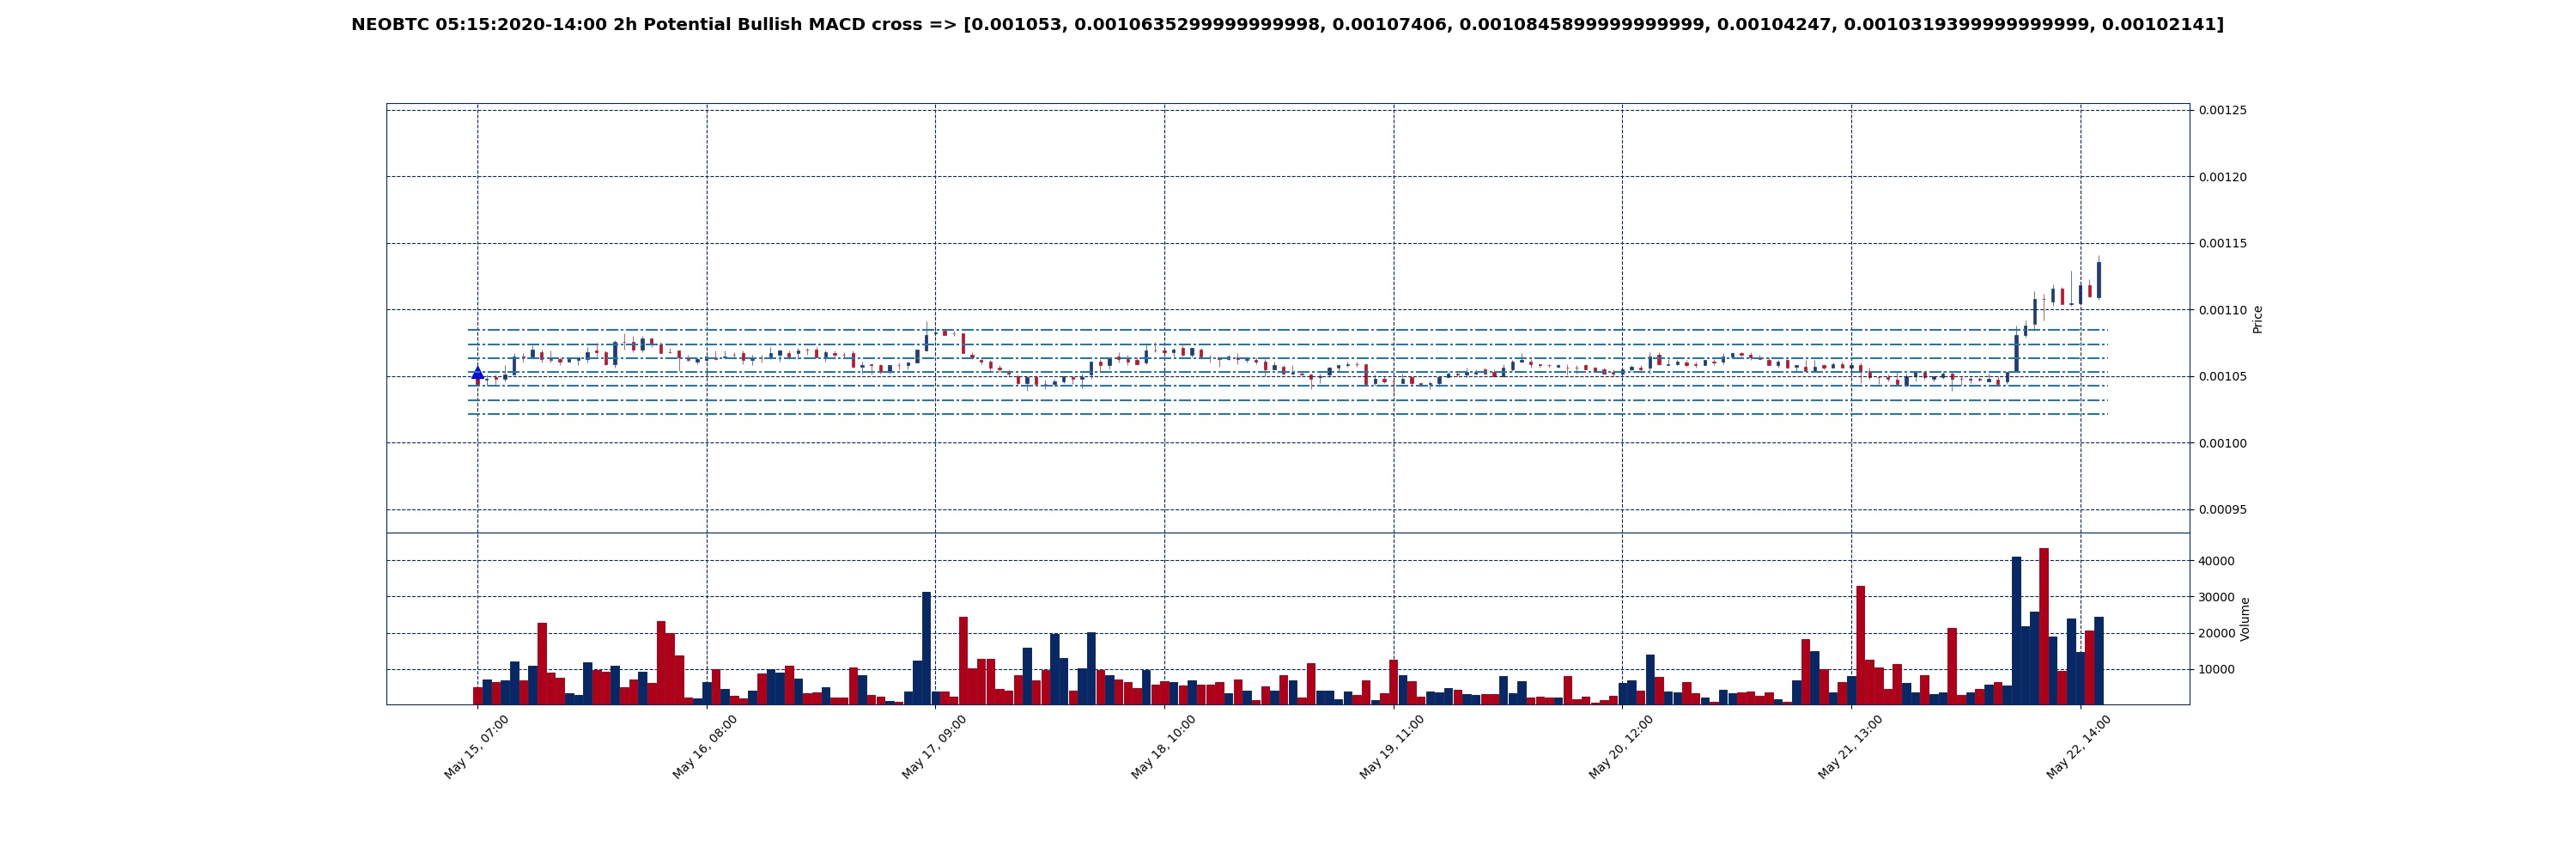 NEOBTC 05:15:2020-14:00 2h Potential Bullish MACD cross => [0.001053, 0.0010635299999999998, 0.00107406, 0.0010845899999999999, 0.00104247, 0.0010319399999999999, 0.00102141]
0.00125
0.00120
0.00115
0.00110
0.00105
0.00100
0.00095
Price
40000
30000
20000
10000
Volume
May 15, 07:00
May 16, 08:00
May 17, 09:00
May 18, 10:00
May 19, 11:00
May 20, 12:00
May 21, 13:00
May 22, 14:00